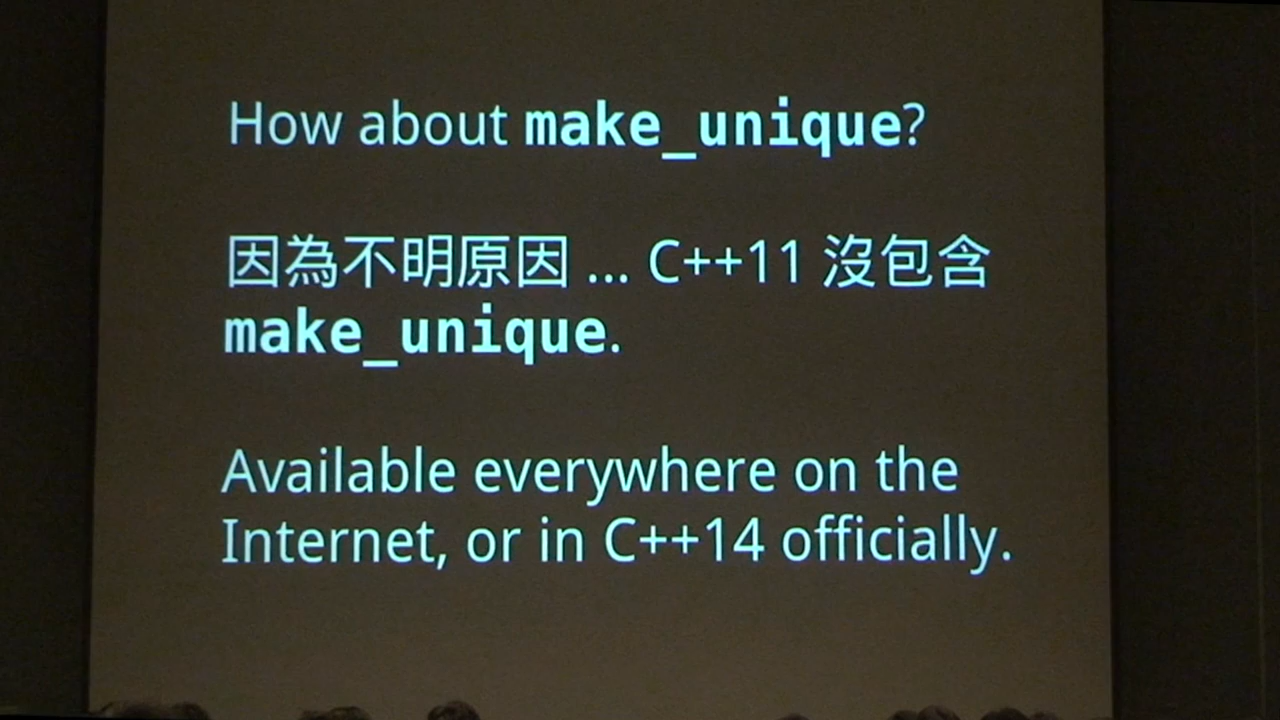 How about make_unique?
因為不明原因 ... C++11 沒包含
make_unique.
Available everywhere on the
Internet, or in C++14 officially.